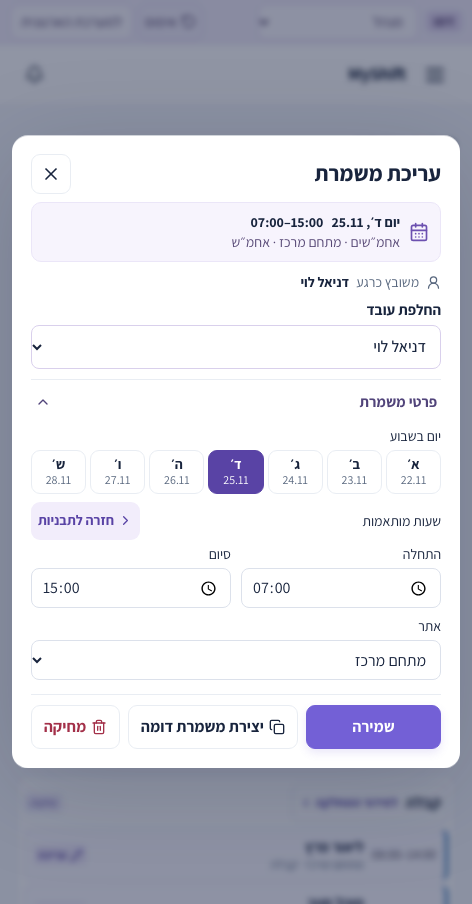 MyShift
עריכת משמרת
יום ד׳, 25.11 07:00–15:00
אחמ״שים · מתחם מרכז · אחמ״ש
משובץ כרגע דניאל לוי
החלפת עובד
דניאל לוי
פרטי משמרת
יום בשבוע
א׳ ב׳ ג׳ ד׳ ה׳ ו׳ ש׳
22.11 23.11 24.11 25.11 26.11 27.11 28.11
שעות מותאמות חזרה לתבניות
התחלה סיום
07:00 15:00
אתר
מתחם מרכז
שמירה יצירת משמרת דומה מחיקה